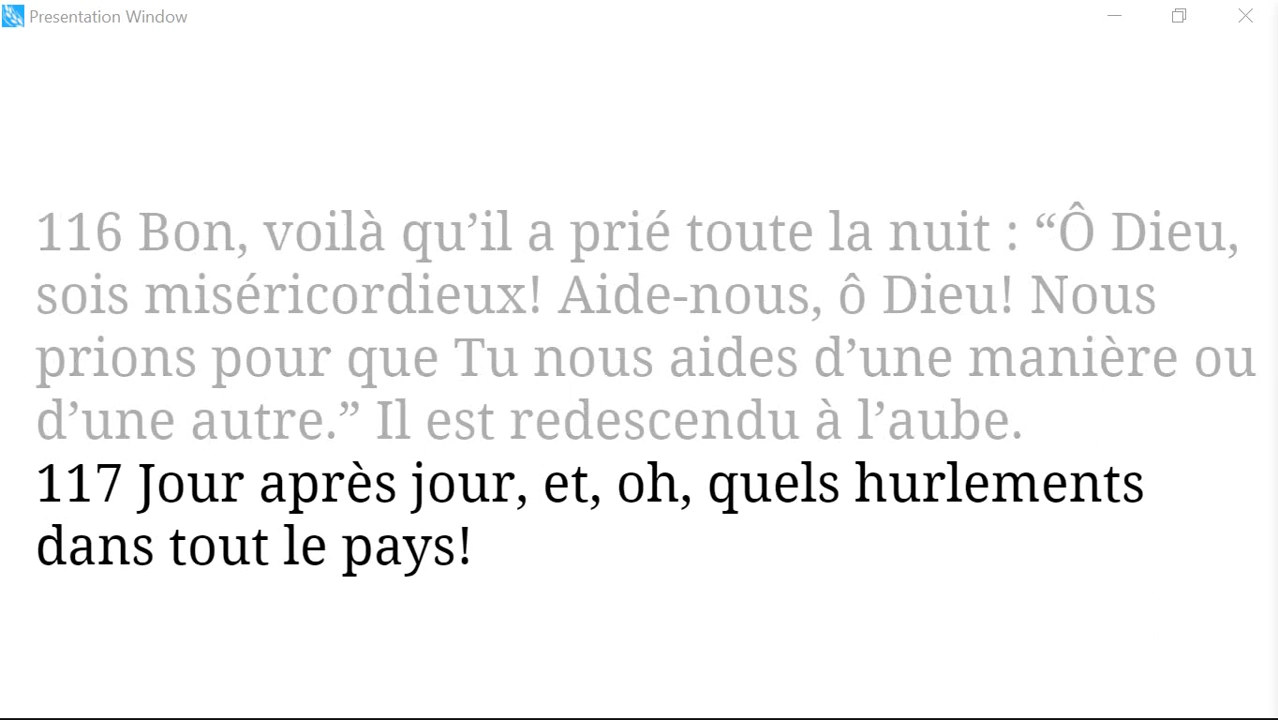 Presentation Window
116 Bon, voilà qu’il a prié toute la nuit : “Ô Dieu,
sois miséricordieux! Aide-nous, ô Dieu! Nous
prions pour que Tu nous aides d’une manière ou
d’une autre.” Il est redescendu à l’aube.
117 Jour après jour, et, oh, quels hurlements
dans tout le pays!